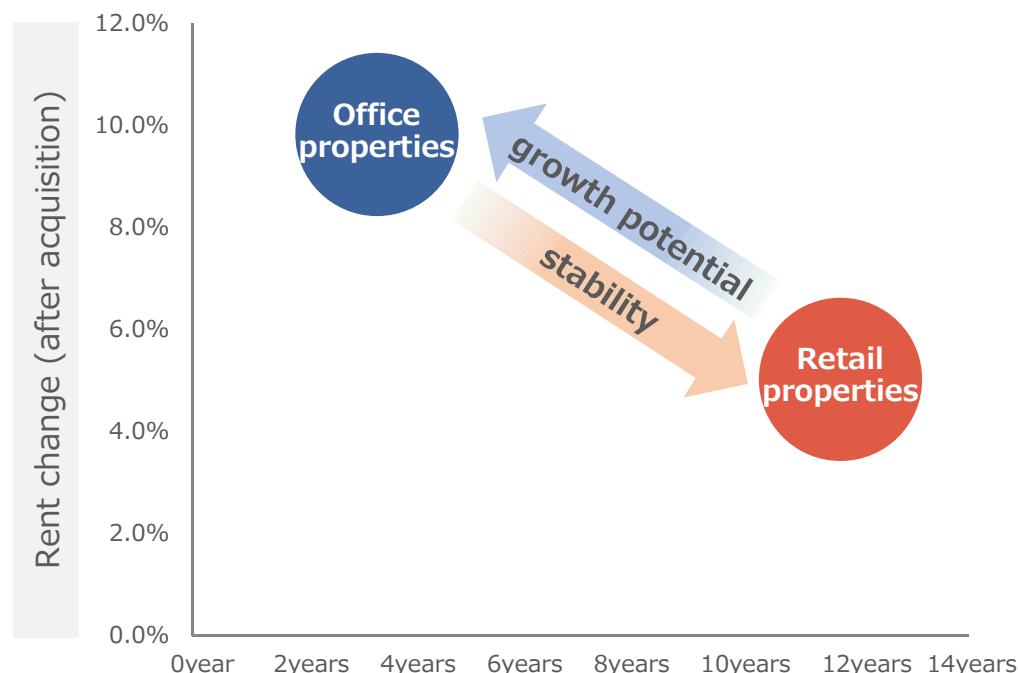 12.0%
10.0%
8.0%
6.0%
4.0%
2.0%
0.0%
Rent change (after acquisition)
Office
properties
growth potential
stability
Retail
properties
0year 2years 4years 6years 8years 10years 12years 14years